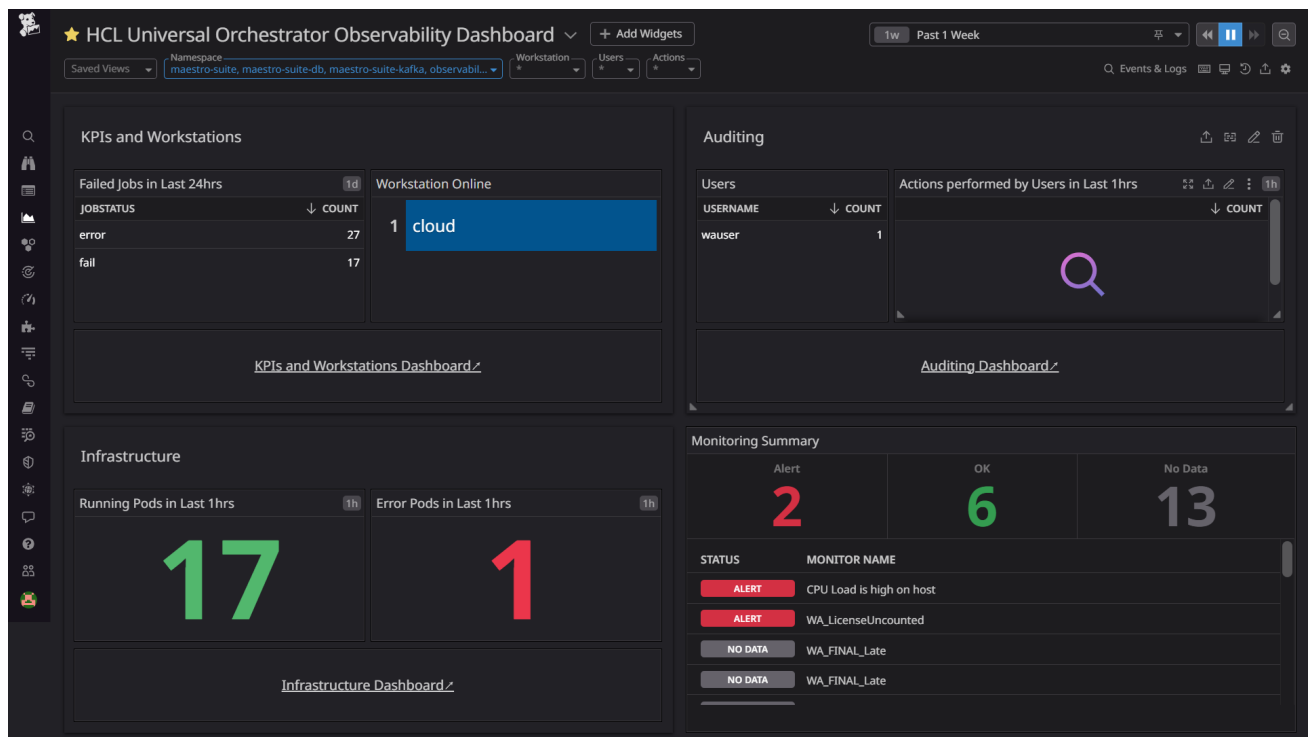 HCL Universal Orchestrator Observability Dashboard
+ Add Widgets
1w Past 1 Week
Saved Views
Namespace
maestro-suite, maestro-suite-db, maestro-suite-kafka, observabil...
Workstation
*
Users
*
Actions
*
Events & Logs
KPIs and Workstations
Failed Jobs in Last 24hrs 1d
JOBSTATUS ↓ COUNT
error 27
fail 17
Workstation Online
1 cloud
KPIs and Workstations Dashboard↗
Auditing
Users
USERNAME ↓ COUNT
wauser 1
Actions performed by Users in Last 1hrs 1h
↓ COUNT
Auditing Dashboard↗
Infrastructure
Running Pods in Last 1hrs 1h
17
Error Pods in Last 1hrs 1h
1
Infrastructure Dashboard↗
Monitoring Summary
Alert OK No Data
2 6 13
STATUS MONITOR NAME
ALERT CPU Load is high on host
ALERT WA_LicenseUncounted
NO DATA WA_FINAL_Late
NO DATA WA_FINAL_Late